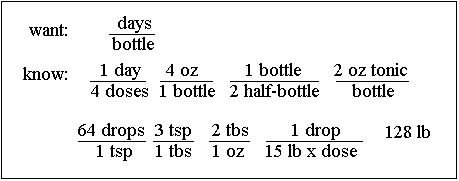 want: days
bottle
know: 1 day 4 oz 1 bottle 2 oz tonic
4 doses 1 bottle 2 half-bottle bottle
64 drops 3 tsp 2 tbs 1 drop 128 lb
1 tsp 1 tbs 1 oz 15 lb x dose